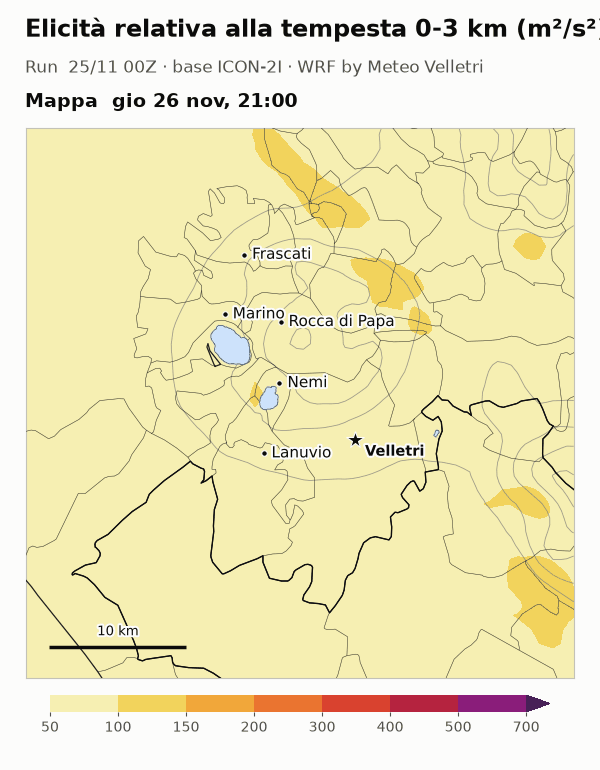 Elicità relativa alla tempesta 0-3 km (m²/s²)
Run 25/11 00Z · base ICON-2I · WRF by Meteo Velletri
Mappa gio 26 nov, 21:00
Frascati
Marino
Rocca di Papa
Nemi
Lanuvio
Velletri
10 km
50 100 150 200 300 400 500 700